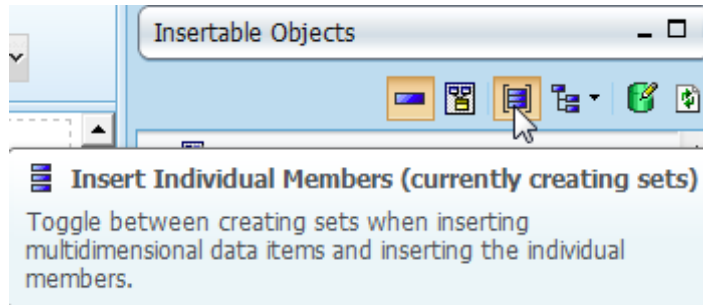 Insertable Objects
Insert Individual Members (currently creating sets)
Toggle between creating sets when inserting
multidimensional data items and inserting the individual
members.